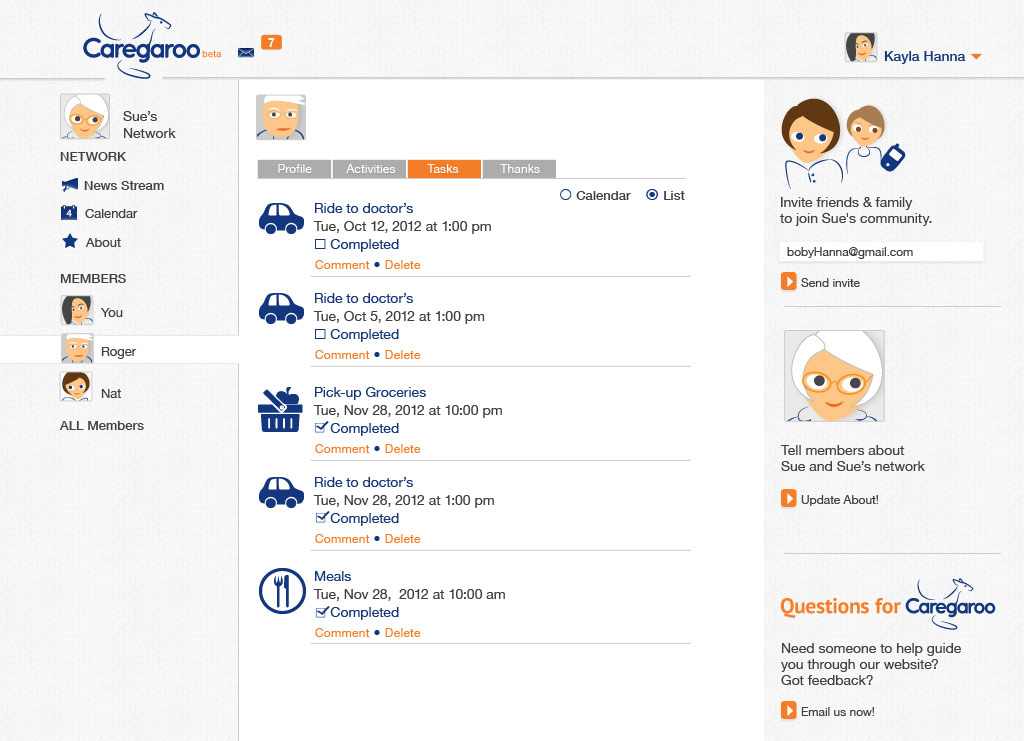 Caregaroo beta
7
Kayla Hanna
Sue's
Network
NETWORK
News Stream
4
Calendar
About
MEMBERS
You
Roger
Nat
ALL Members
Profile
Activities
Tasks
Thanks
Calendar
List
Ride to doctor's
Tue, Oct 12, 2012 at 1:00 pm
Completed
Comment • Delete
Ride to doctor's
Tue, Oct 5, 2012 at 1:00 pm
Completed
Comment • Delete
Pick-up Groceries
Tue, Nov 28, 2012 at 10:00 pm
Completed
Comment • Delete
Ride to doctor's
Tue, Nov 28, 2012 at 1:00 pm
Completed
Comment • Delete
Meals
Tue, Nov 28,  2012 at 10:00 am
Completed
Comment • Delete
Invite friends & family
to join Sue's community.
bobyHanna@gmail.com
Send invite
Tell members about
Sue and Sue's network
Update About!
Questions for Caregaroo
Need someone to help guide
you through our website?
Got feedback?
Email us now!